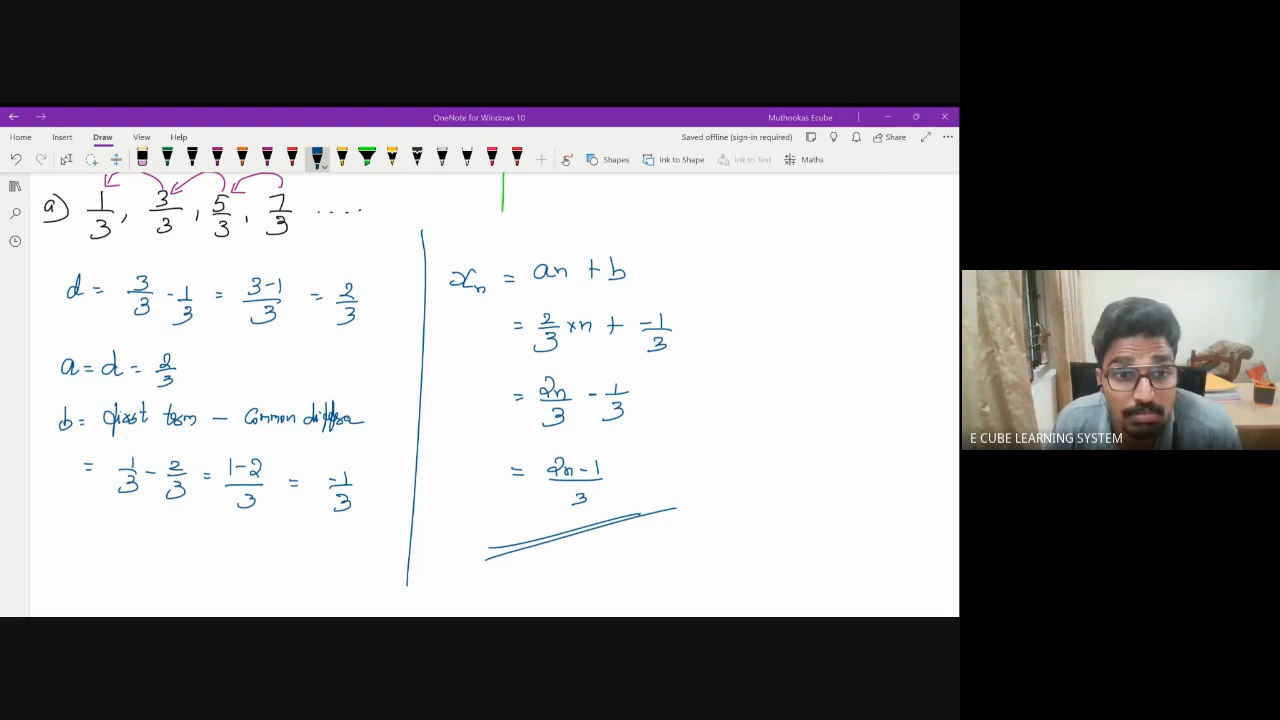 OneNote for Windows 10
Muthookas Ecube
Home Insert Draw View Help
Saved offline (sign-in required)
Share
Shapes
Ink to Shape
Ink to Text
Maths
a) 1/3, 3/3, 5/3, 7/3 ....
d = 3/3 - 1/3 = 3-1/3 = 2/3
a = d = 2/3
b = first term - Common
= 1/3 - 2/3 = 1-2/3 = -1/3
xₙ = an + b
= 2/3 × n + -1/3
= 2n/3 - 1/3
= 2n-1/3
E CUBE LEARNING SYSTEM